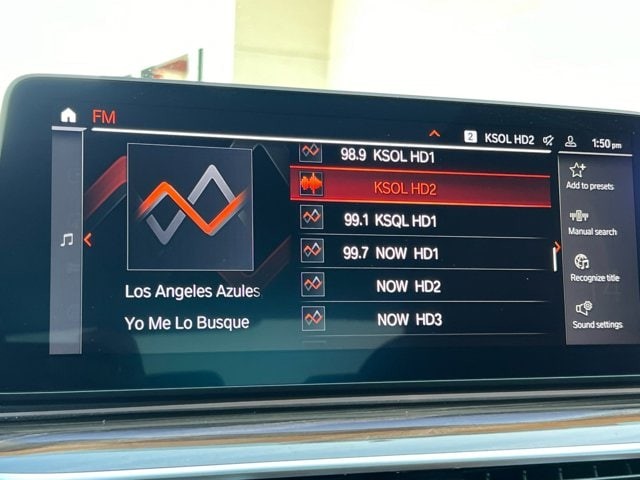 FM
2 KSOL HD2 1:50 pm
98.9 KSOL HD1
KSOL HD2
99.1 KSQL HD1
99.7 NOW HD1
NOW HD2
NOW HD3
Los Angeles Azules
Yo Me Lo Busque
Add to presets
Manual search
Recognize title
Sound settings